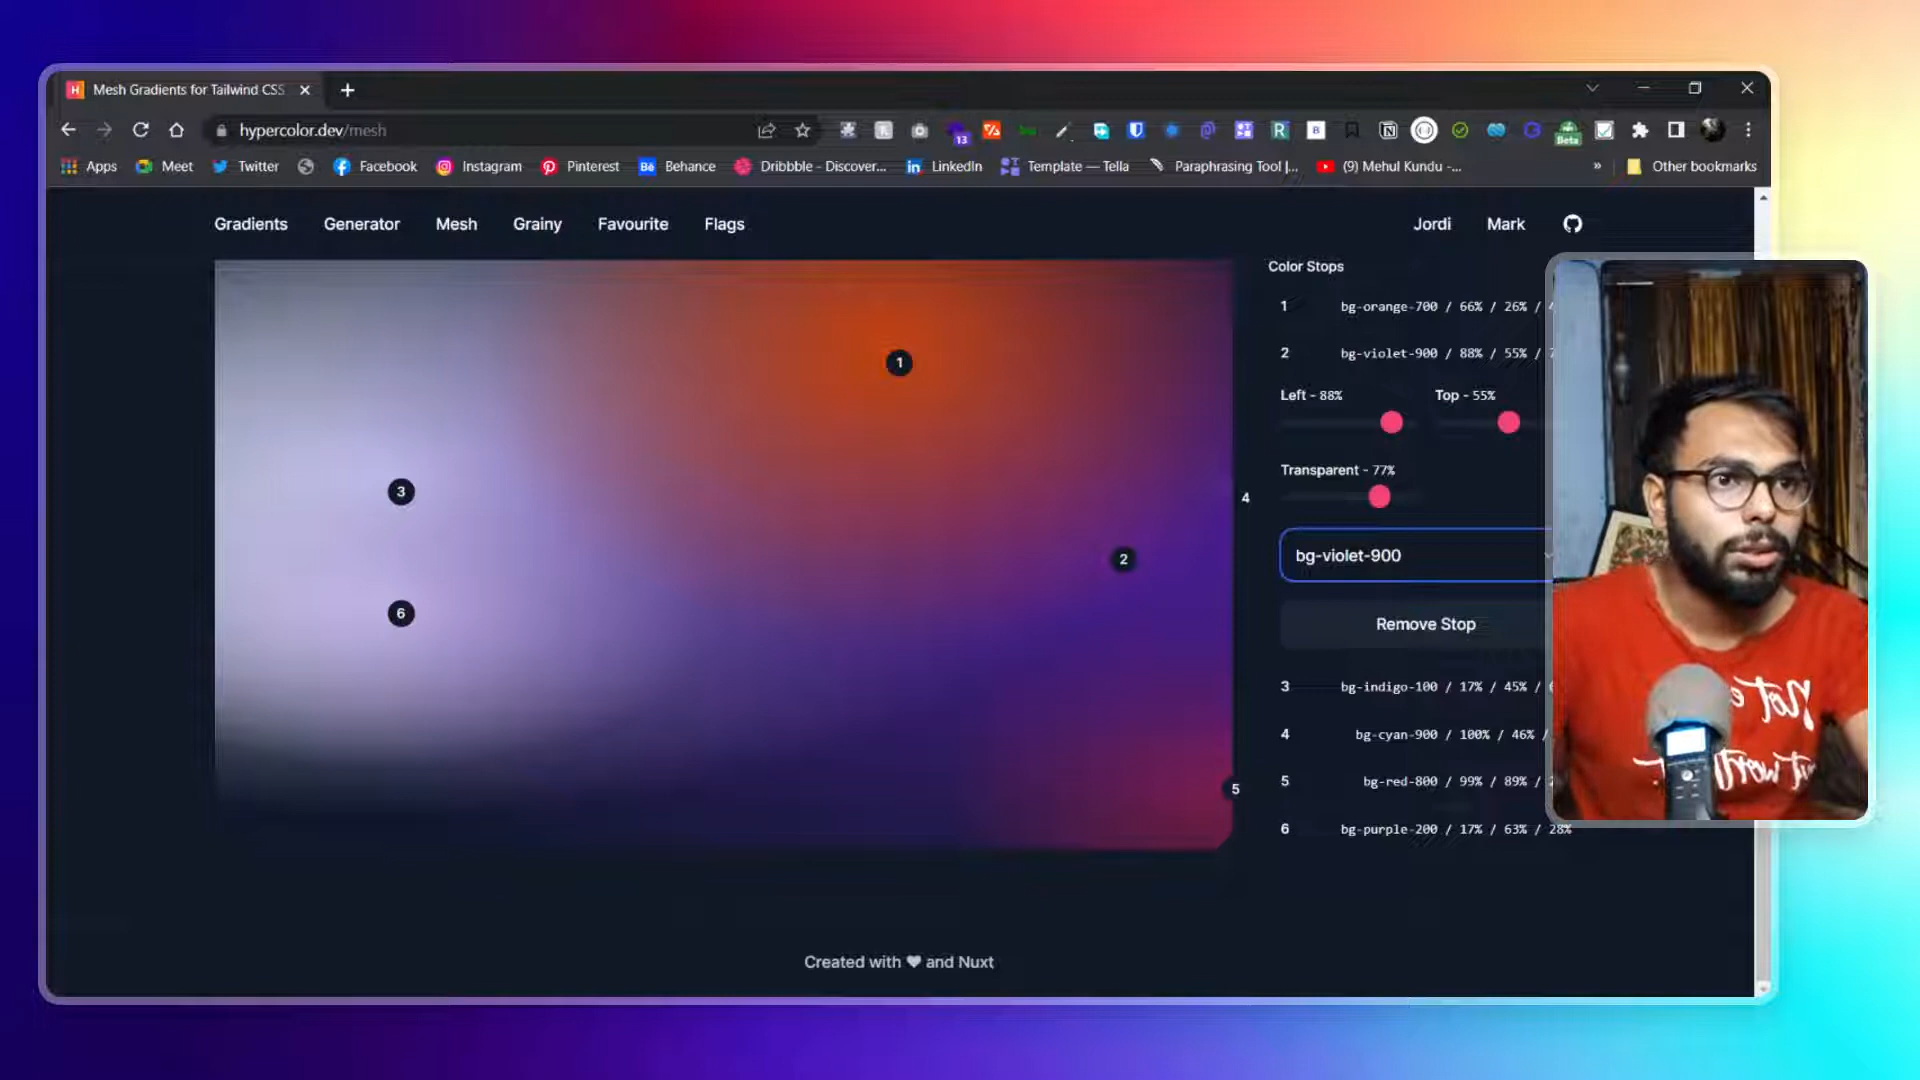 Mesh Gradients for Tailwind CSS
hypercolor.dev/mesh
13
Beta
Apps
Meet
Twitter
Facebook
Instagram
Pinterest
Behance
Dribbble – Discover...
LinkedIn
Template — Tella
Paraphrasing Tool |...
(9) Mehul Kundu -...
»
Other bookmarks
Gradients
Generator
Mesh
Grainy
Favourite
Flags
Jordi
Mark
Color Stops
1 bg-orange-700 / 66% / 26% /
2 bg-violet-900 / 88% / 55% /
Left - 88%
Top - 55%
Transparent - 77%
bg-violet-900
Remove Stop
3 bg-indigo-100 / 17% / 45% /
4 bg-cyan-900 / 100% / 46% /
5 bg-red-800 / 99% / 89% /
6 bg-purple-200 / 17% / 63% / 28%
1
2
3
4
5
6
Created with ❤ and Nuxt
Not